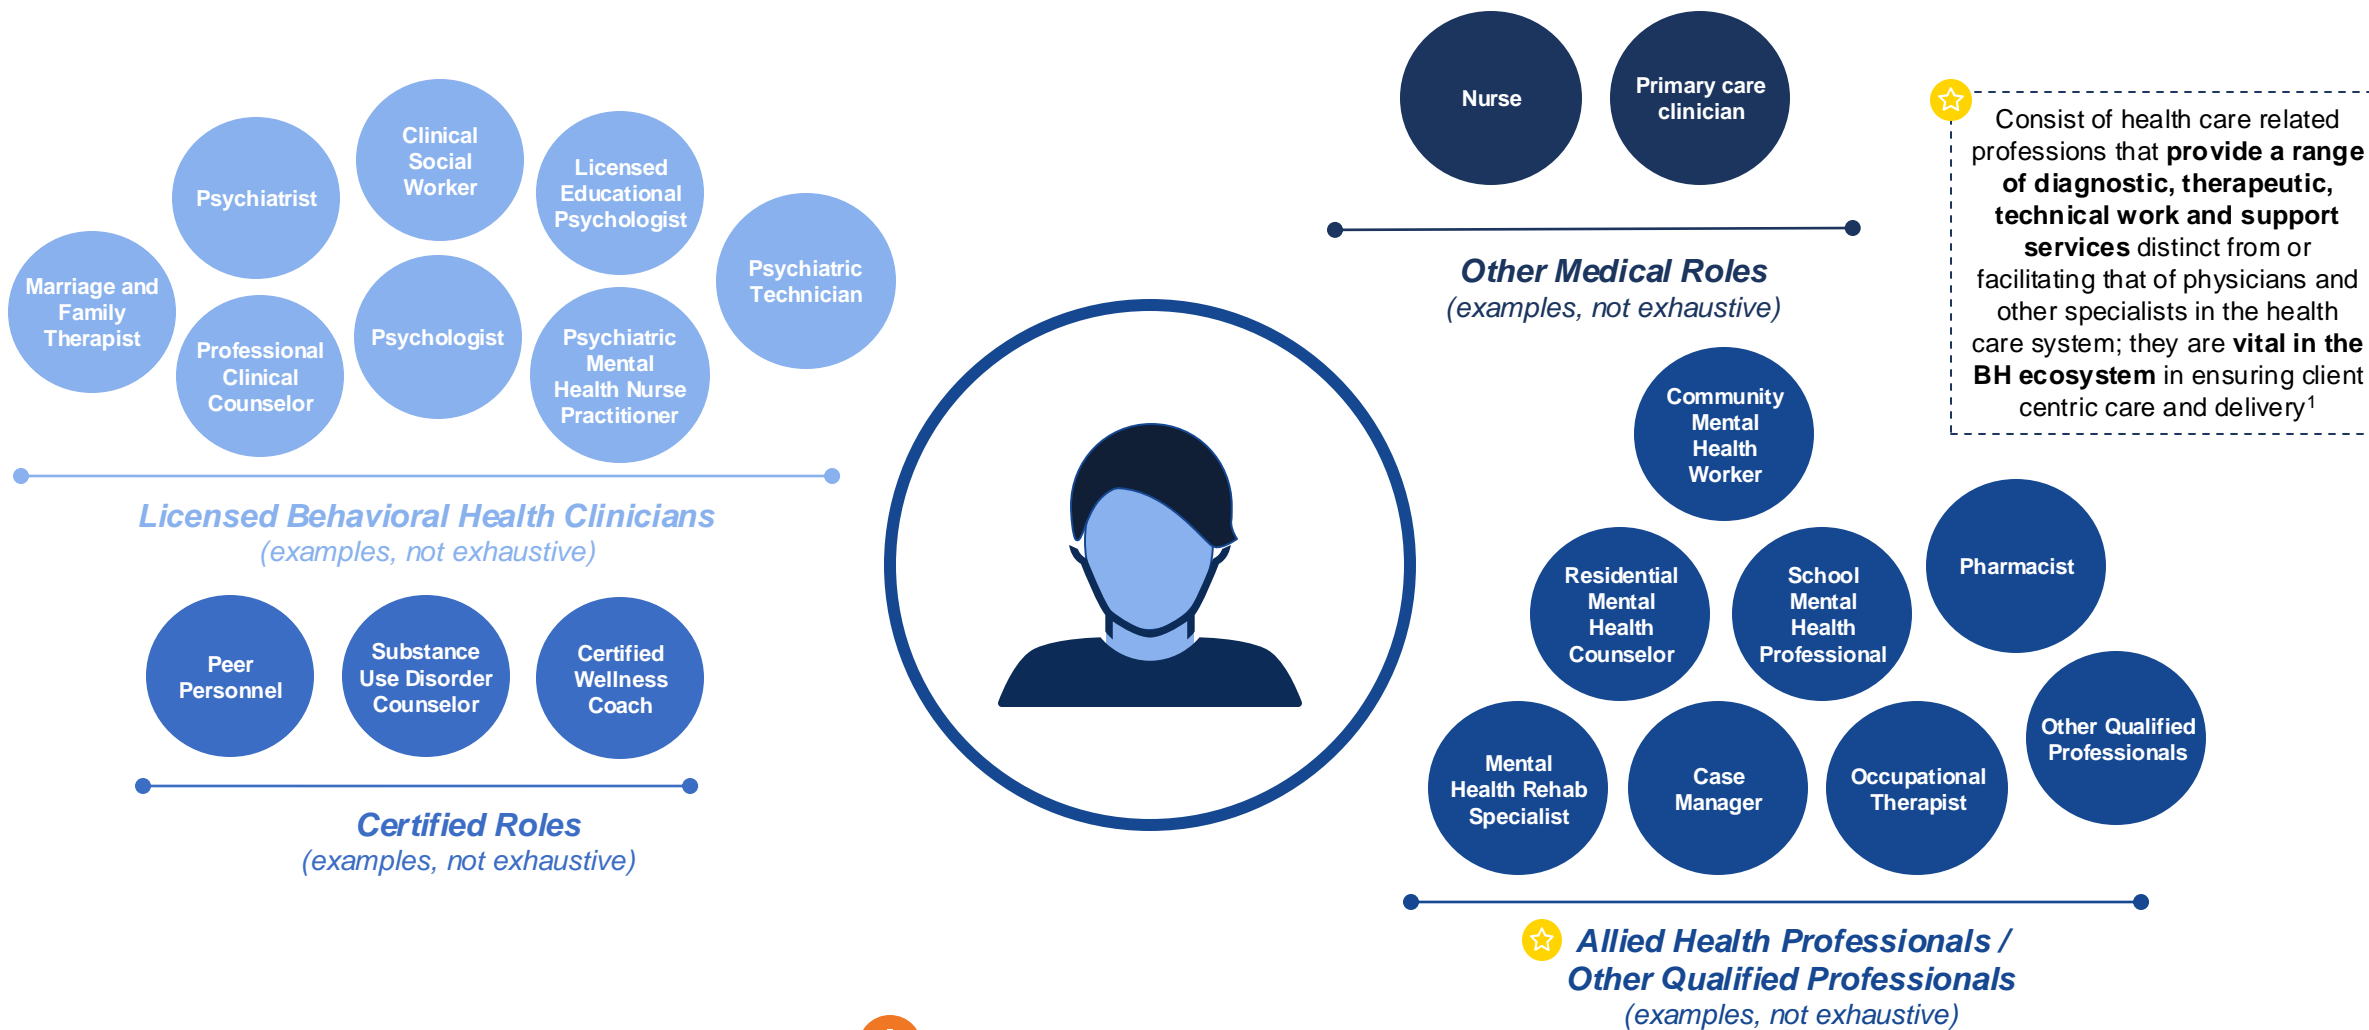 Psychiatrist
Clinical
Social
Worker
Licensed
Educational
Psychologist
Psychiatric
Technician
Marriage and
Family
Therapist
Professional
Clinical
Counselor
Psychologist
Psychiatric
Mental
Health Nurse
Practitioner
Licensed Behavioral Health Clinicians
(examples, not exhaustive)
Peer
Personnel
Substance
Use Disorder
Counselor
Certified
Wellness
Coach
Certified Roles
(examples, not exhaustive)
Nurse
Primary care
clinician
Other Medical Roles
(examples, not exhaustive)
Consist of health care related
professions that provide a range
of diagnostic, therapeutic,
technical work and support
services distinct from or
facilitating that of physicians and
other specialists in the health
care system; they are vital in the
BH ecosystem in ensuring client
centric care and delivery¹
Community
Mental
Health
Worker
Residential
Mental
Health
Counselor
School
Mental
Health
Professional
Pharmacist
Mental
Health Rehab
Specialist
Case
Manager
Occupational
Therapist
Other Qualified
Professionals
Allied Health Professionals /
Other Qualified Professionals
(examples, not exhaustive)